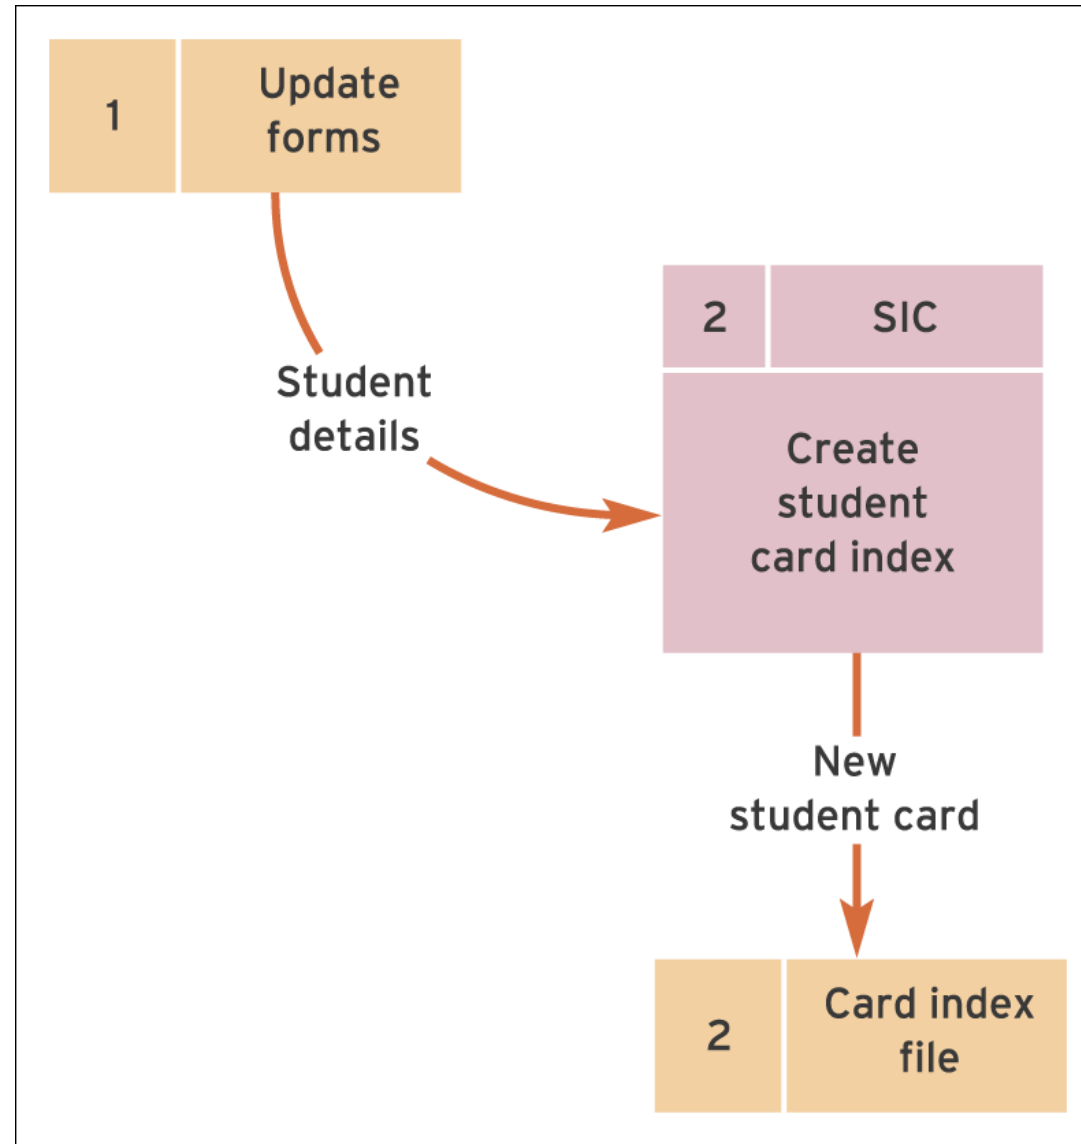 1
Update
forms
Student
details
2
SIC
Create
student
card index
New
student card
2
Card index
file